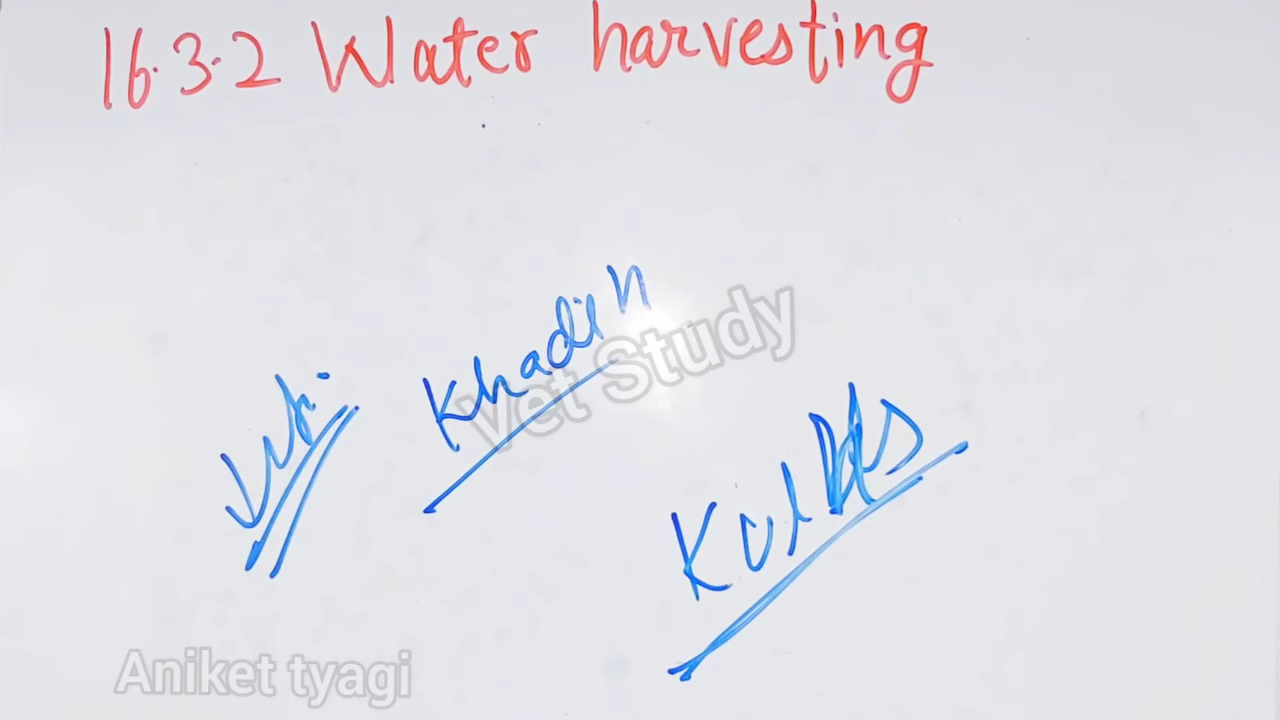 16.3.2 Water harvesting
Khadin
Vet Study
Kulhs
Aniket tyagi